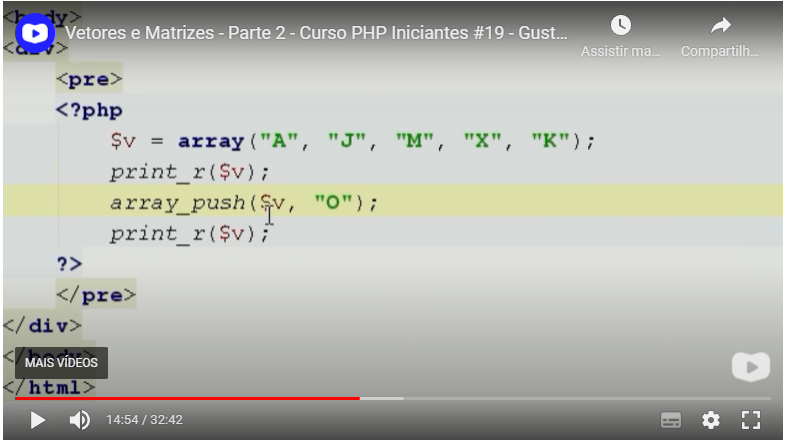 <body>
Vetores e Matrizes - Parte 2 - Curso PHP Iniciantes #19 - Gust...
Assistir ma...
Compartilh...
<div>
<pre>
<?php
$v = array("A", "J", "M", "X", "K");
print_r($v);
array_push($v, "O");
print_r($v);
?>
</pre>
</div>
</body>
MAIS VÍDEOS
</html>
14:54 / 32:42